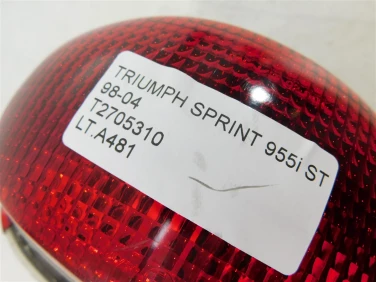 TRIUMPH SPRINT 955i ST
98-04
T2705310
LT.A481